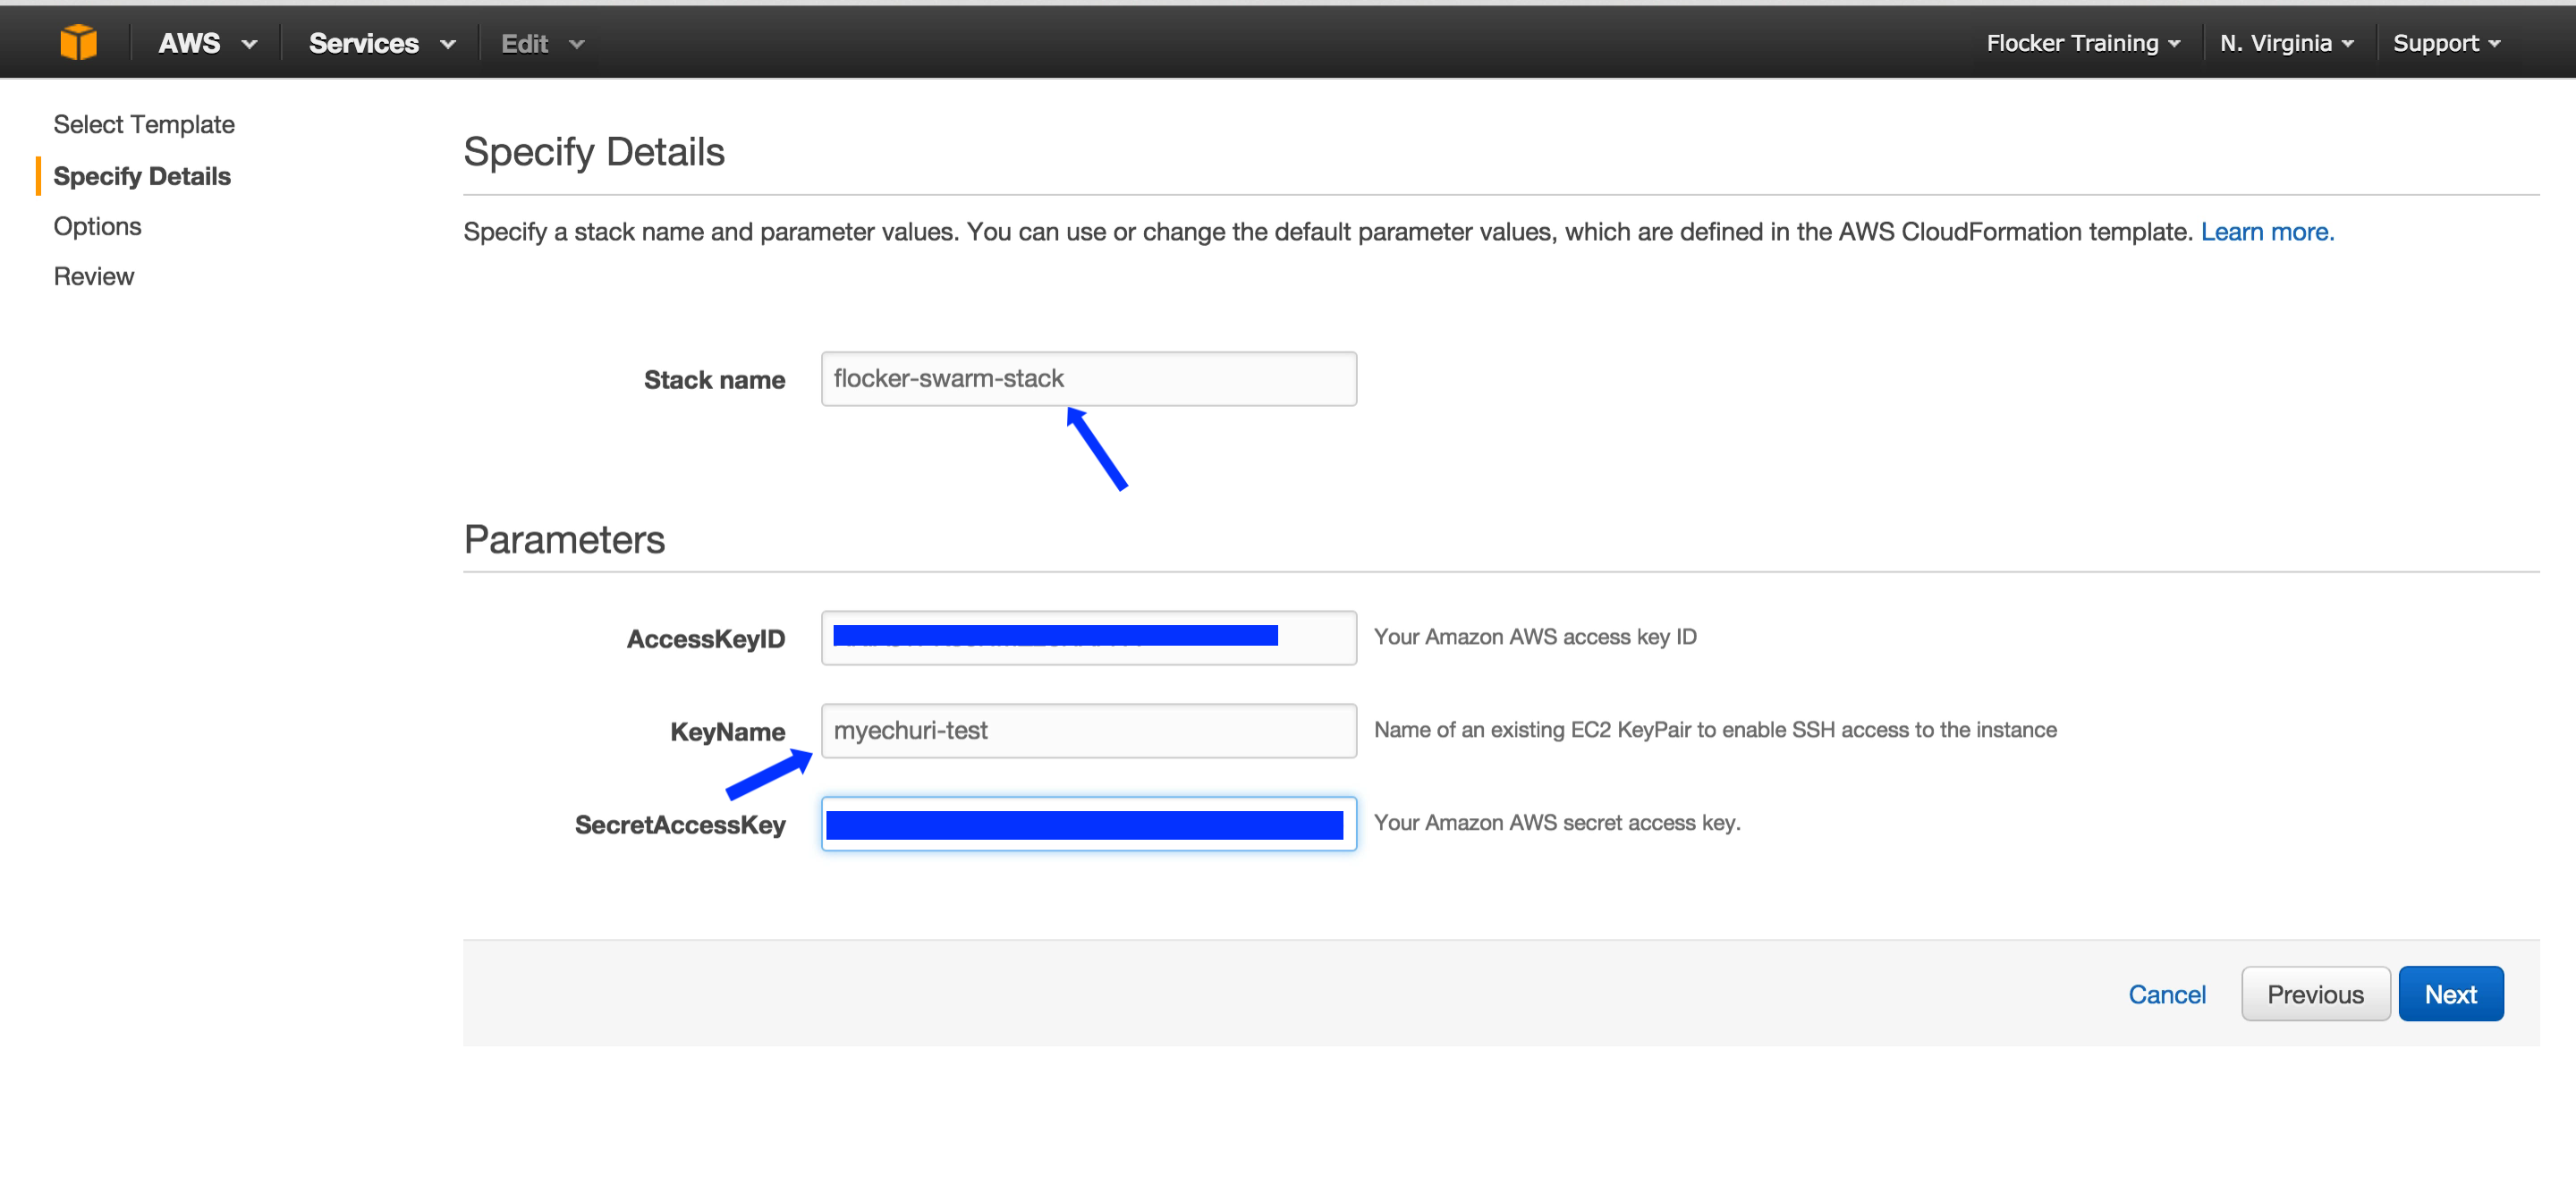 AWS Services Edit Flocker Training N. Virginia Support
Select Template
Specify Details
Options
Review
Specify Details
Specify a stack name and parameter values. You can use or change the default parameter values, which are defined in the AWS CloudFormation template. Learn more.
Stack name flocker-swarm-stack
Parameters
AccessKeyID Your Amazon AWS access key ID
KeyName myechuri-test Name of an existing EC2 KeyPair to enable SSH access to the instance
SecretAccessKey Your Amazon AWS secret access key.
Cancel Previous Next